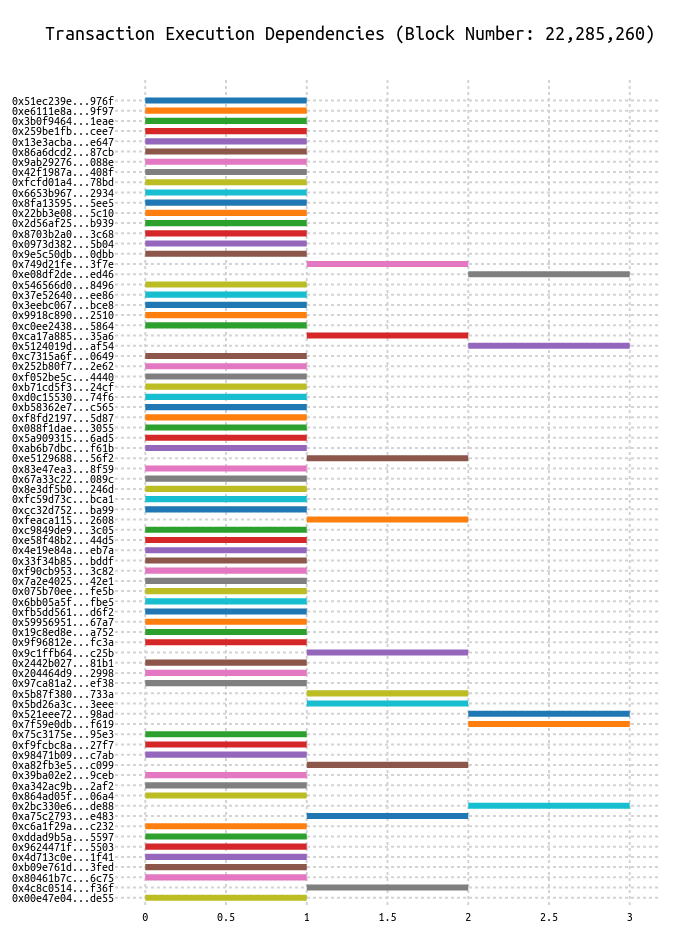 Transaction Execution Dependencies (Block Number: 22,285,260)
0x51ec239e...976f
0xe6111e8a...9f97
0x3b0f9464...1eae
0x259be1fb...cee7
0x13e3acba...e647
0x86a6dcd2...87cb
0x9ab29276...088e
0x42f1987a...408f
0xfcfd01a4...78bd
0x6653b967...2934
0x8fa13595...5ee5
0x22bb3e08...5c10
0x2d56af25...b939
0x8703b2a0...3c68
0x0973d382...5b04
0x9e5c50db...0dbb
0x749d21fe...3f7e
0xe08df2de...ed46
0x546566d0...8496
0x37e52640...ee86
0x3eebc067...bce8
0x9918c890...2510
0xc0ee2438...5864
0xca17a885...35a6
0x5124019d...af54
0xc7315a6f...0649
0x252b80f7...2e62
0xf052be5c...4440
0xb71cd5f3...24cf
0xd0c15530...74f6
0xb58362e7...c565
0xf8fd2197...5d87
0x088f1dae...3055
0x5a909315...6ad5
0xab6b7dbc...f61b
0xe5129688...56f2
0x83e47ea3...8f59
0x67a33c22...089c
0x8e3df5b0...246d
0xfc59d73c...bca1
0xcc32d752...ba99
0xfeaca115...2608
0xc9849de9...3c05
0xe58f48b2...44d5
0x4e19e84a...eb7a
0x33f34b85...bddf
0xf90cb953...3c82
0x7a2e4025...42e1
0x075b70ee...fe5b
0x6bb05a5f...fbe5
0xfb5dd561...d6f2
0x59956951...67a7
0x19c8ed8e...a752
0x9f96812e...fc3a
0x9c1ffb64...c25b
0x2442b027...81b1
0x204464d9...2998
0x97ca81a2...ef38
0x5b87f380...733a
0x5bd26a3c...3eee
0x521eee72...98ad
0x7f59e0db...f619
0x75c3175e...95e3
0xf9fcbc8a...27f7
0x98471b09...c7ab
0xa82fb3e5...c099
0x39ba02e2...9ceb
0xa342ac9b...2af2
0x864ad05f...06a4
0x2bc330e6...de88
0xa75c2793...e483
0xc6a1f29a...c232
0xddad9b5a...5597
0x9624471f...5503
0x4d713c0e...1f41
0xb09e761d...3fed
0x80461b7c...6c75
0x4c8c0514...f36f
0x00e47e04...de55
0 0.5 1 1.5 2 2.5 3